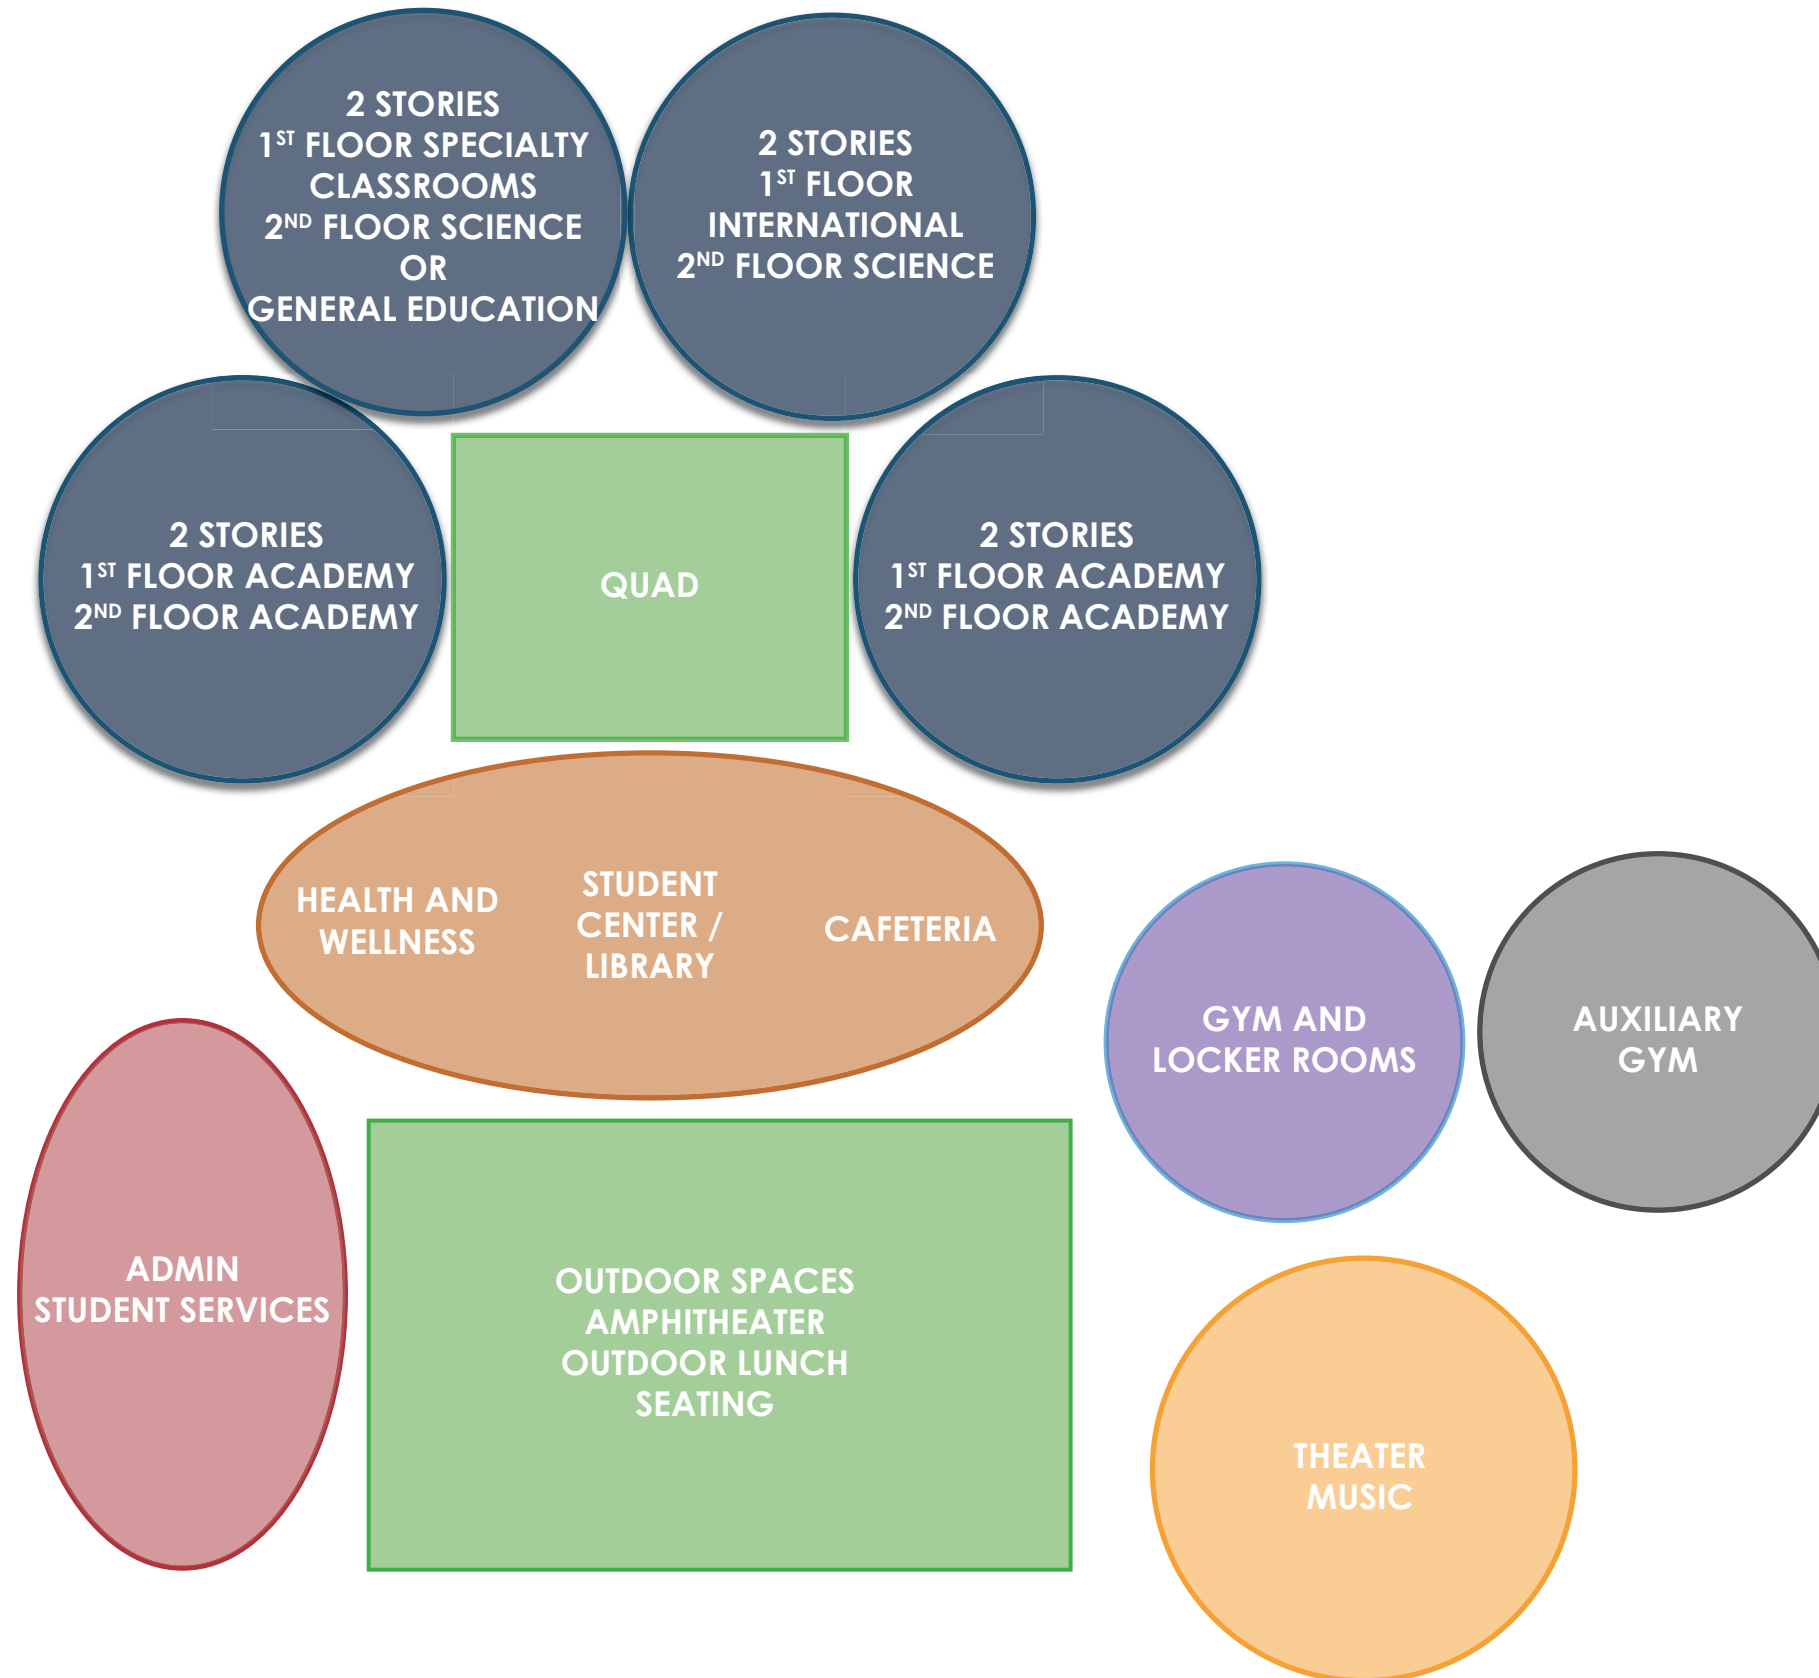 2 STORIES
1ST FLOOR SPECIALTY
CLASSROOMS
2ND FLOOR SCIENCE
OR
GENERAL EDUCATION
2 STORIES
1ST FLOOR
INTERNATIONAL
2ND FLOOR SCIENCE
2 STORIES
1ST FLOOR ACADEMY
2ND FLOOR ACADEMY
QUAD
2 STORIES
1ST FLOOR ACADEMY
2ND FLOOR ACADEMY
HEALTH AND
WELLNESS
STUDENT
CENTER /
LIBRARY
CAFETERIA
GYM AND
LOCKER ROOMS
AUXILIARY
GYM
ADMIN
STUDENT SERVICES
OUTDOOR SPACES
AMPHITHEATER
OUTDOOR LUNCH
SEATING
THEATER
MUSIC